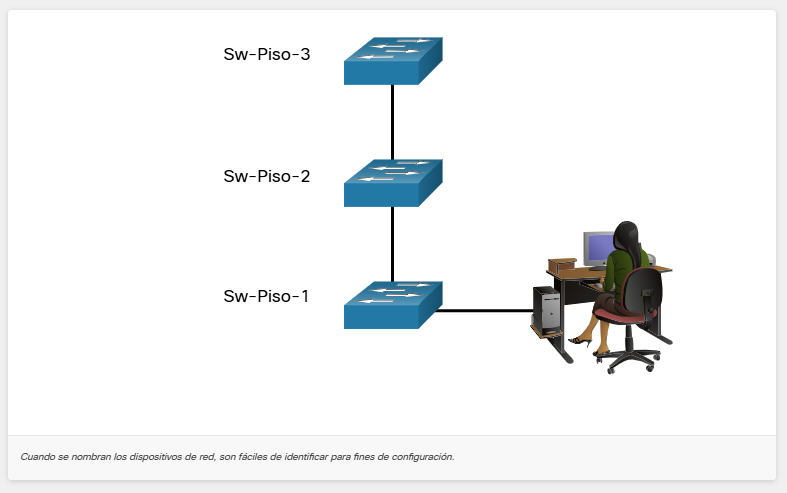 Sw-Piso-3
Sw-Piso-2
Sw-Piso-1
Cuando se nombran los dispositivos de red, son fáciles de identificar para fines de configuración.